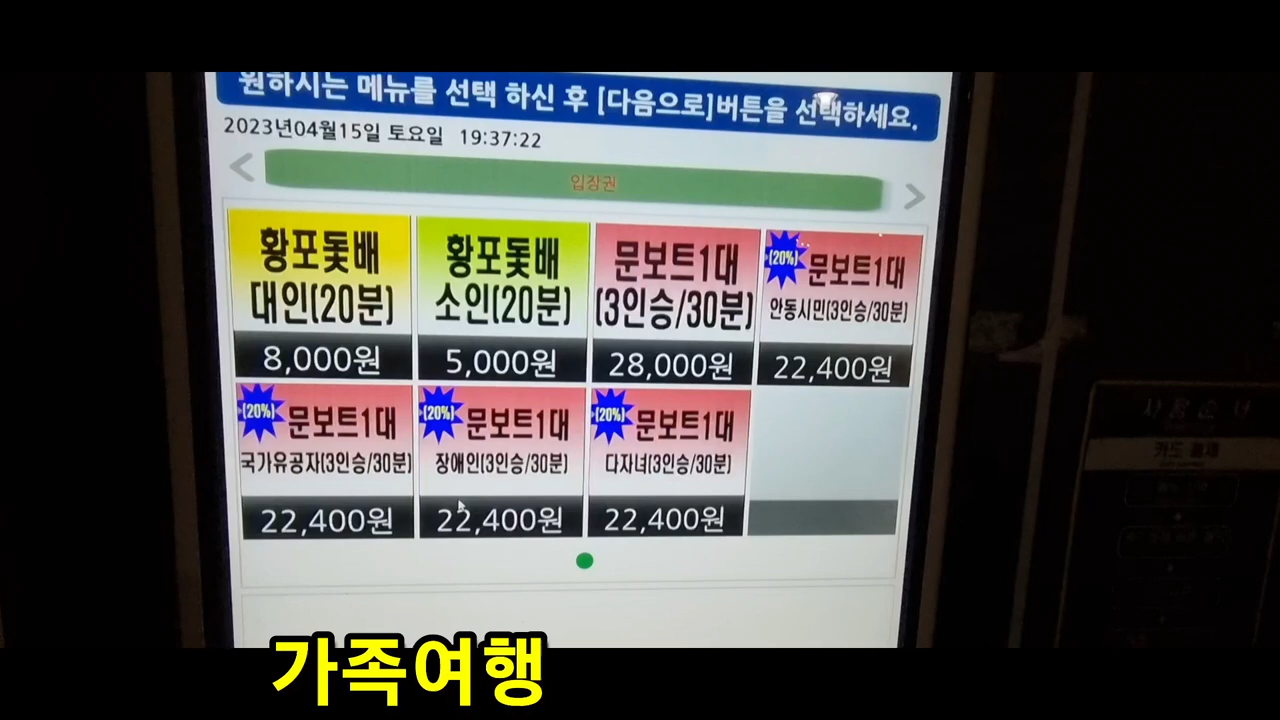 원하시는 메뉴를 선택 하신 후 [다음으로]버튼을 선택하세요.
2023년04월15일 토요일 19:37:22
입장권
황포돛배
대인(20분)
8,000원
황포돛배
소인(20분)
5,000원
문보트1대
(3인승/30분)
28,000원
(20%) 문보트1대
안동시민(3인승/30분)
22,400원
(20%) 문보트1대
국가유공자(3인승/30분)
22,400원
(20%) 문보트1대
장애인(3인승/30분)
22,400원
(20%) 문보트1대
다자녀(3인승/30분)
22,400원
카드 결제
가족여행